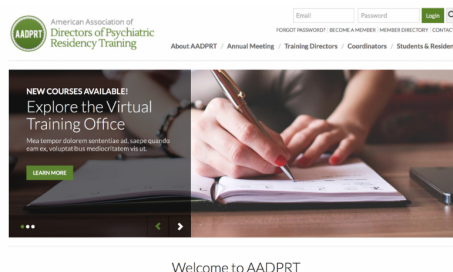 AADPRT
American Association of
Directors of Psychiatric
Residency Training
Email
Password
Login
FORGOT PASSWORD? | BECOME A MEMBER | MEMBER DIRECTORY | CONTACT
About AADPRT / Annual Meeting / Training Directors / Coordinators / Students & Residen
NEW COURSES AVAILABLE!
Explore the Virtual
Training Office
Mea tempor dolorem sententiae ad, saepe quando
eam ex, voluptatibus mediocritatem vis ut.
LEARN MORE
Welcome to AADPRT